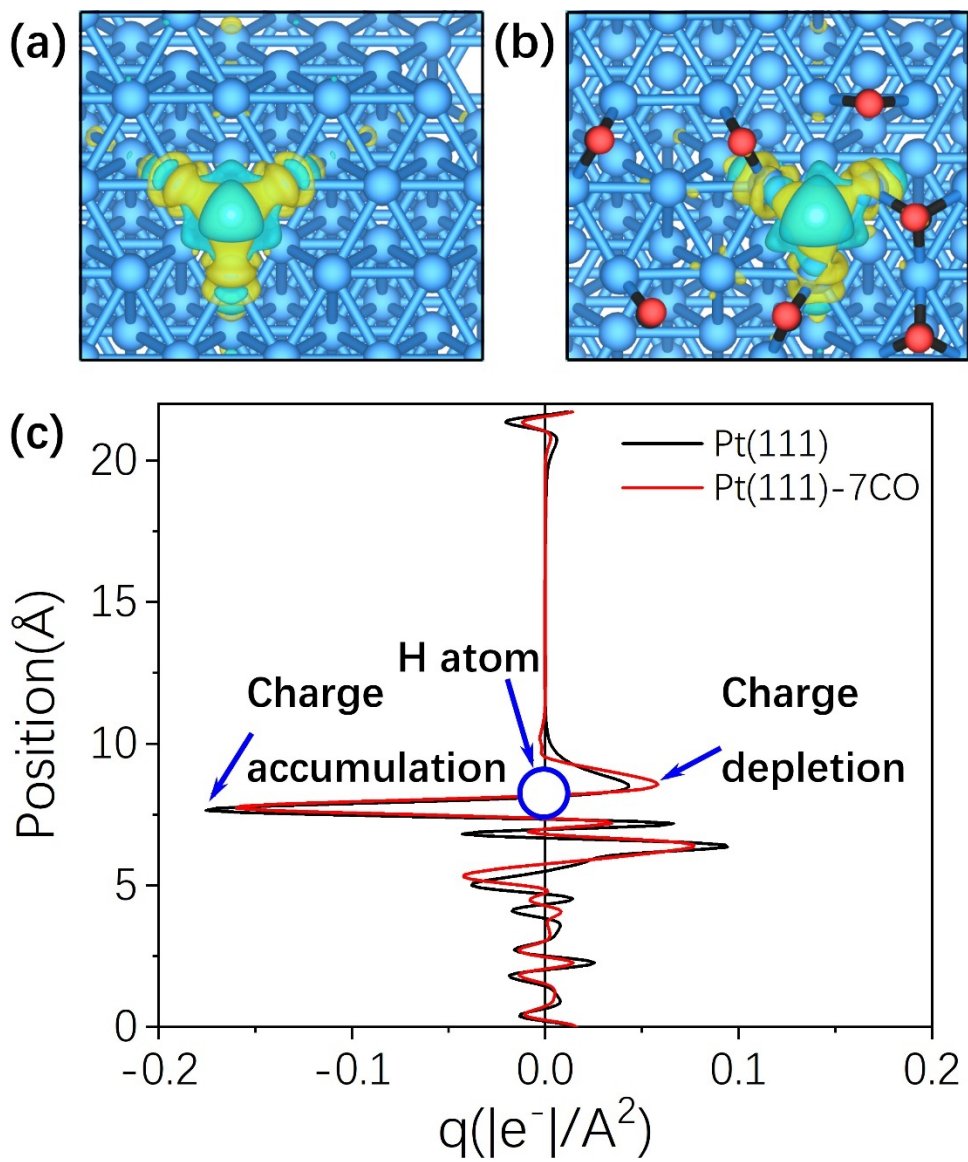 (a)
(b)
(c)
Pt(111)
Pt(111)-7CO
20
15
10
5
0
Position(Å)
H atom
Charge
accumulation
Charge
depletion
-0.2
-0.1
0.0
0.1
0.2
q(|e⁻|/A²)